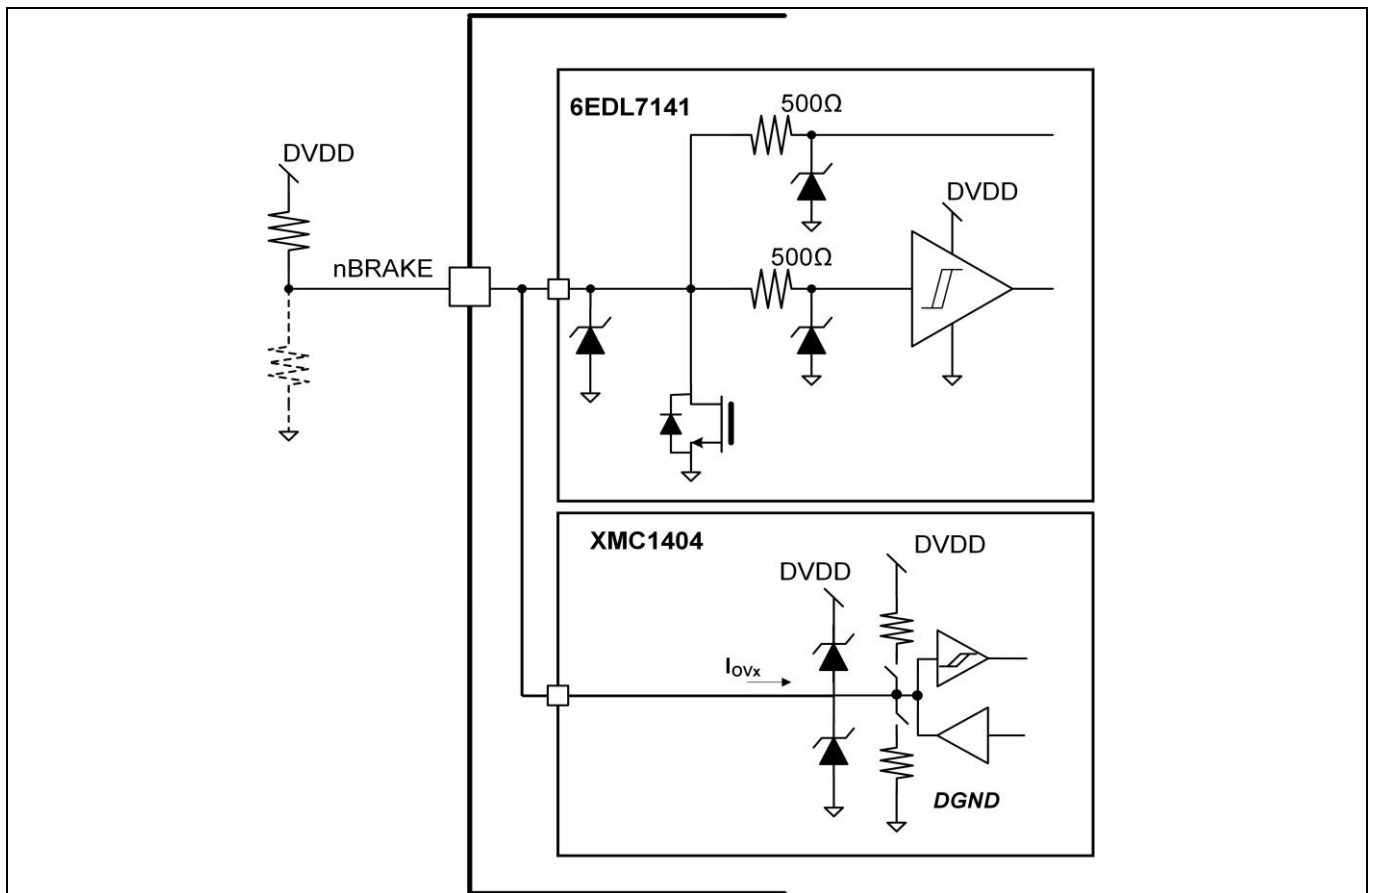 6EDL7141
500Ω
DVDD
DVDD
500Ω
nBRAKE
XMC1404
DVDD
DVDD
IOVx
DGND